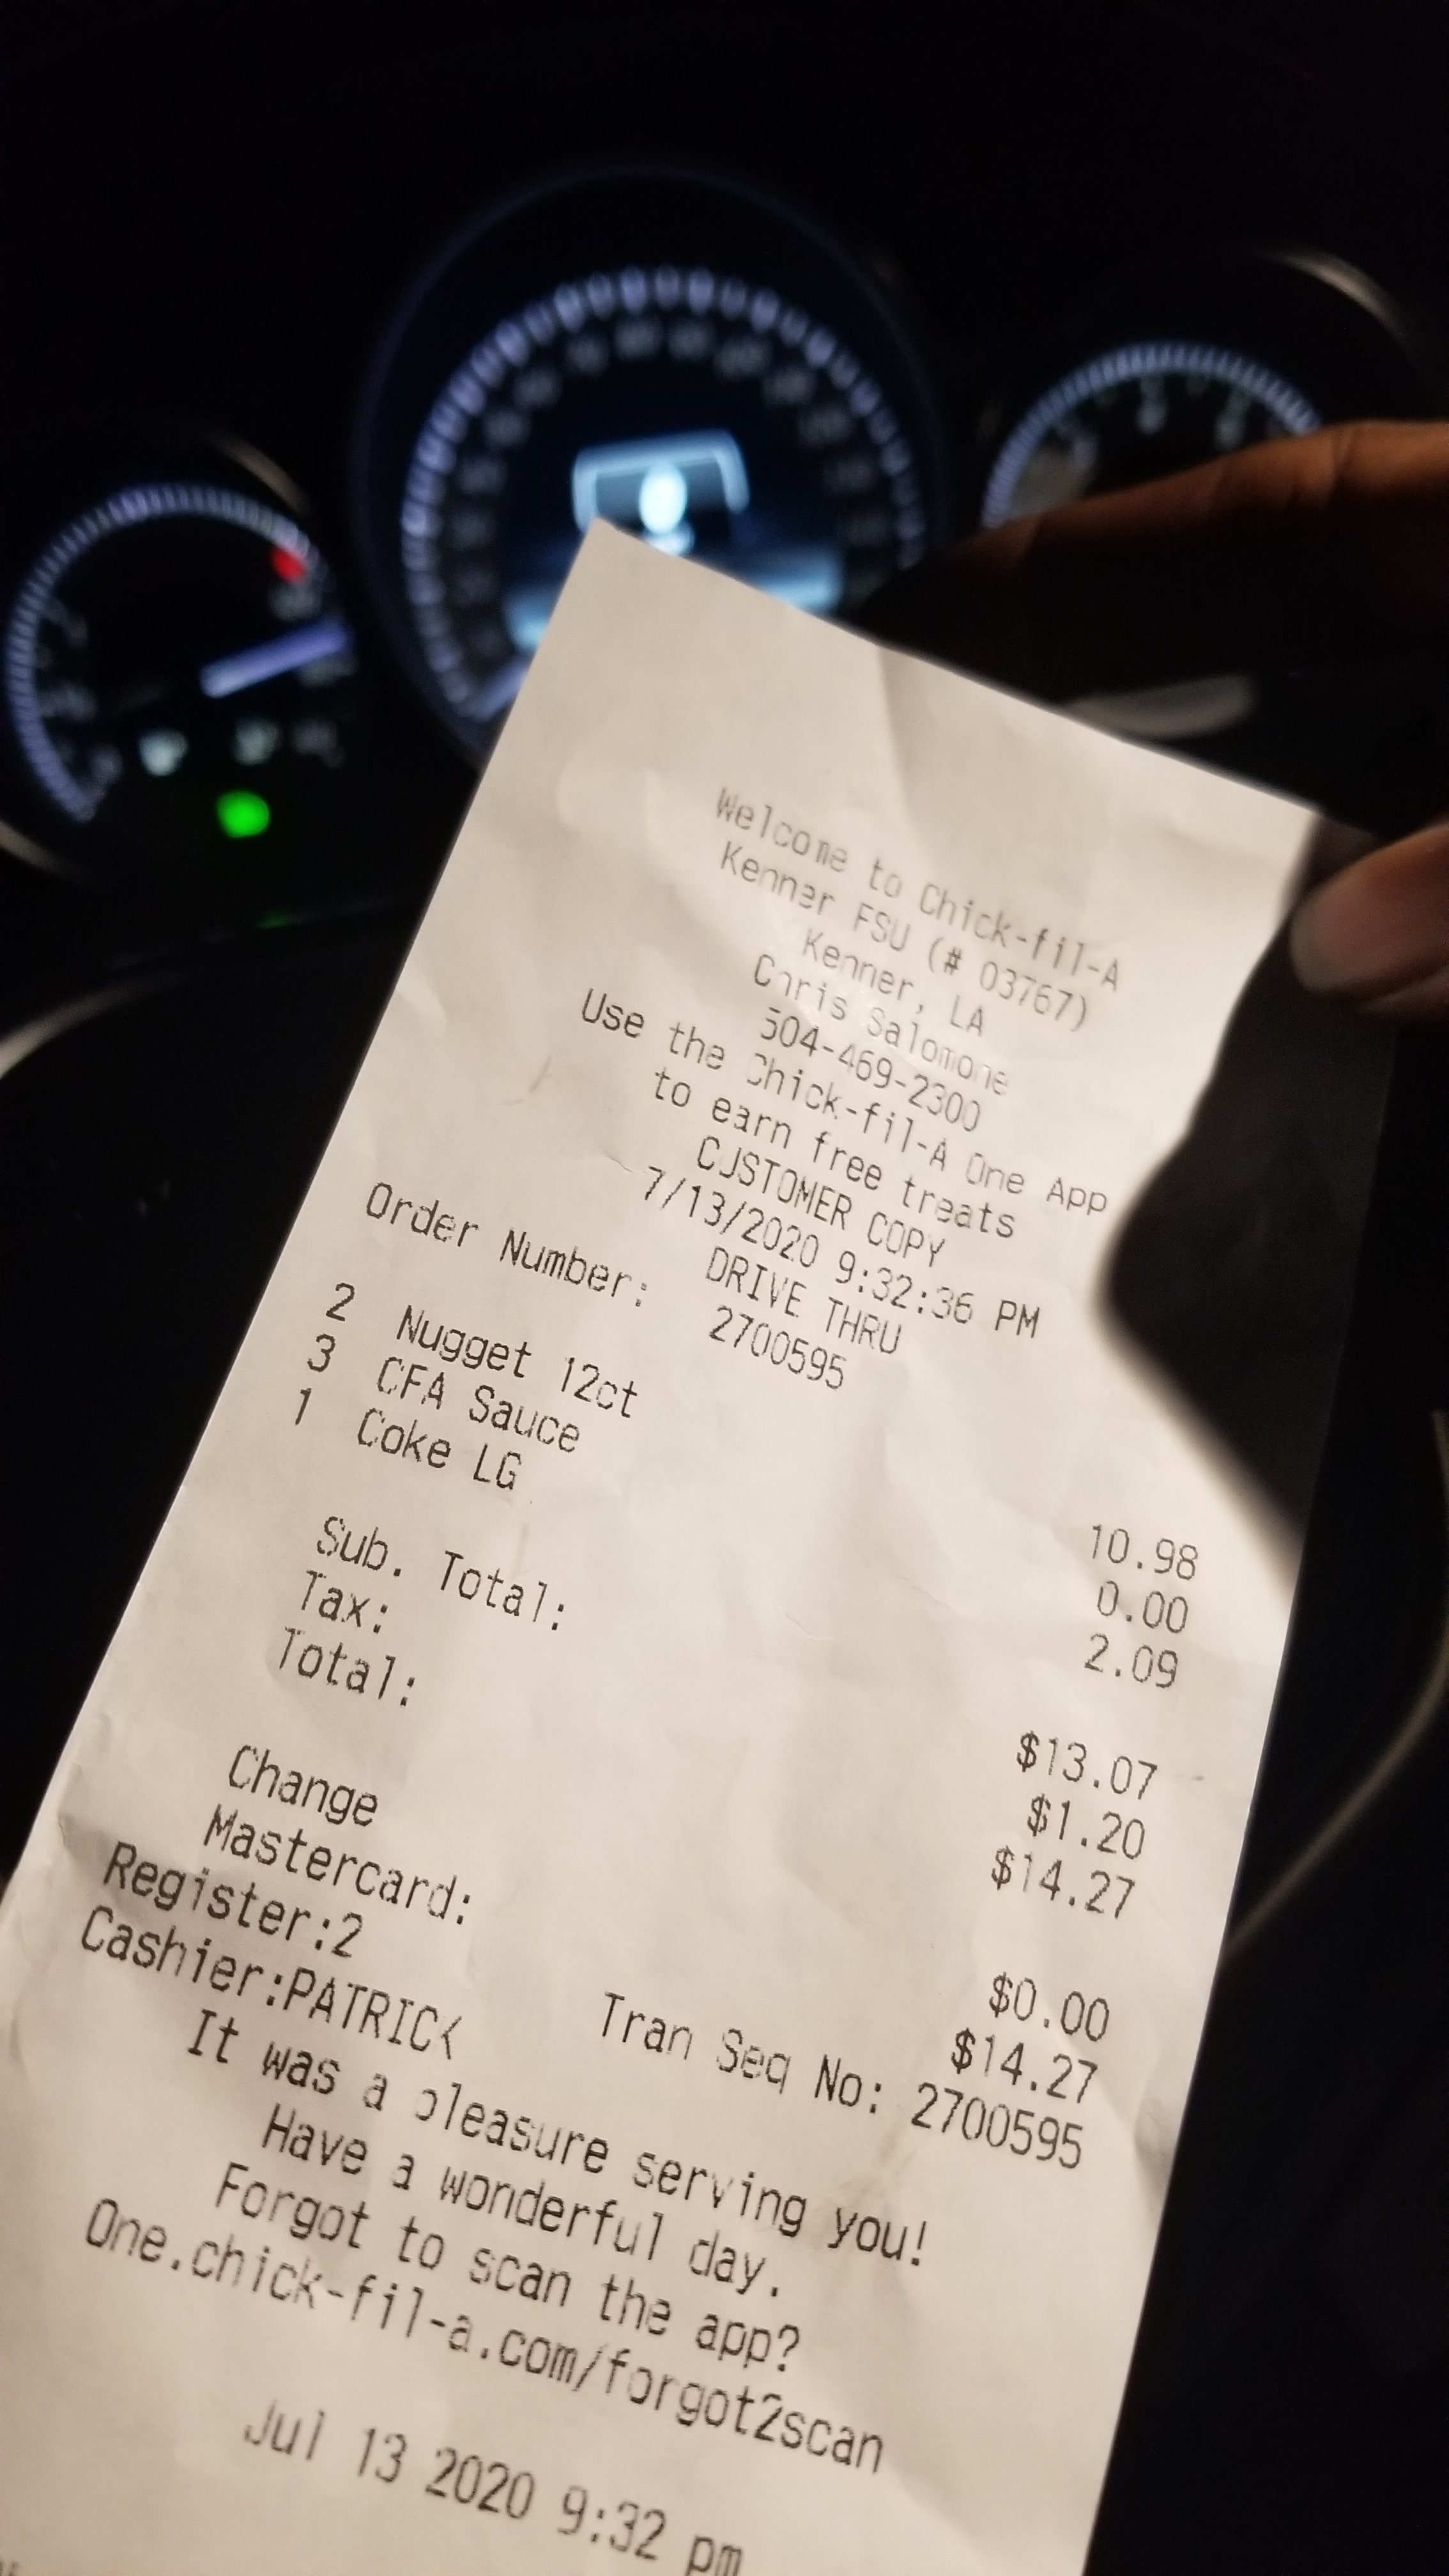 Welcome to Chick-fil-A
Kenner FSU (# 03767)
Kenner, LA
Chris Salomone
504-469-2300
Use the Chick-fil-A One App
to earn free treats
CUSTOMER COPY
7/13/2020 9:32:36 PM
DRIVE THRU
Order Number: 2700595
2 Nugget 12ct 10.98
3 CFA Sauce 0.00
1 Coke LG 2.09
Sub. Total: $13.07
Tax: $1.20
Total: $14.27
Change $0.00
Mastercard: $14.27
Register:2 Tran Seq No: 2700595
Cashier:PATRICK
It was a pleasure serving you!
Have a wonderful day.
Forgot to scan the app?
One.chick-fil-a.com/forgot2scan
Jul 13 2020 9:32 pm